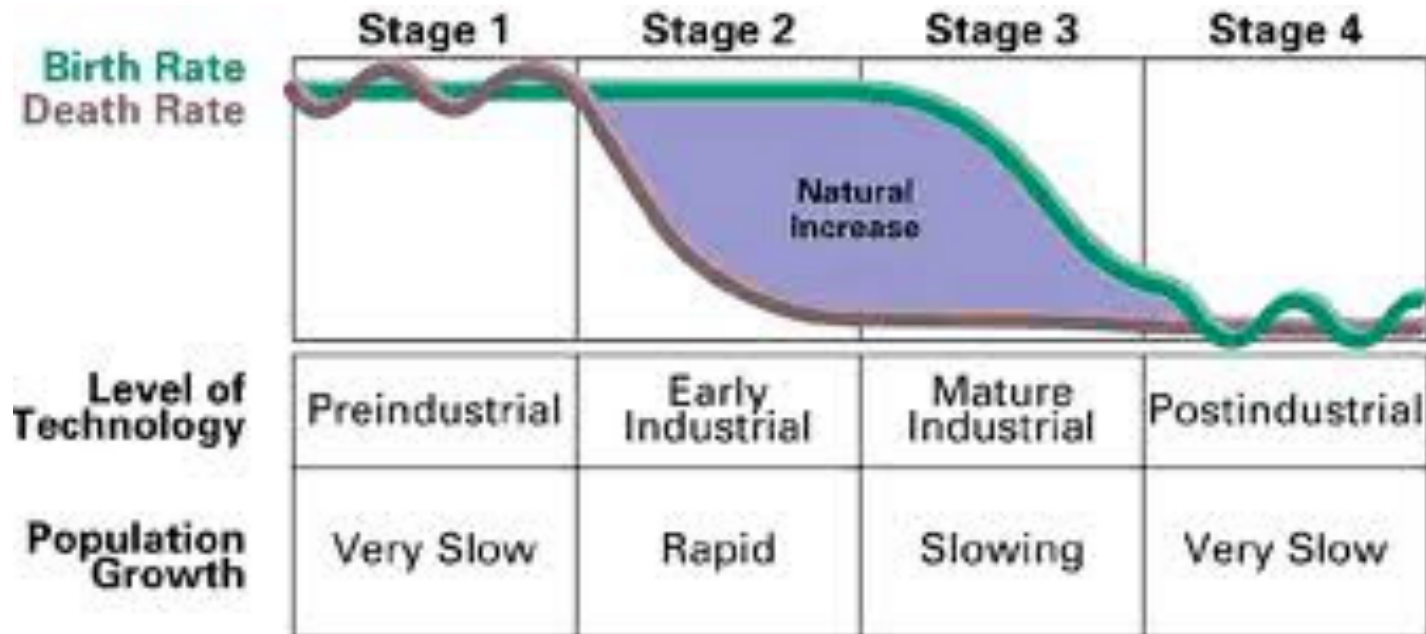 Stage 1 Stage 2 Stage 3 Stage 4
Birth Rate
Death Rate
Natural
Increase
Level of
Technology
Preindustrial
Early
Industrial
Mature
Industrial
Postindustrial
Population
Growth
Very Slow
Rapid
Slowing
Very Slow